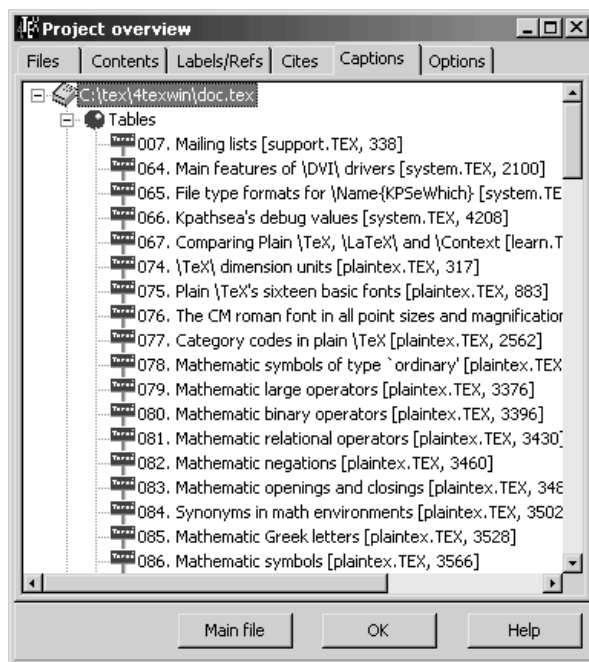 Project overview
Files Contents Labels/Refs Cites Captions Options
C:\tex\4texwin\doc.tex
Tables
007. Mailing lists [support.TEX, 338]
064. Main features of \DVI\ drivers [system.TEX, 2100]
065. File type formats for \Name{KPSeWhich} [system.TE
066. Kpathsea's debug values [system.TEX, 4208]
067. Comparing Plain \TeX, \LaTeX\ and \Context [learn.T
074. \TeX\ dimension units [plaintex.TEX, 317]
075. Plain \TeX's sixteen basic fonts [plaintex.TEX, 883]
076. The CM roman font in all point sizes and magnification
077. Category codes in plain \TeX [plaintex.TEX, 2562]
078. Mathematic symbols of type `ordinary' [plaintex.TEX
079. Mathematic large operators [plaintex.TEX, 3376]
080. Mathematic binary operators [plaintex.TEX, 3396]
081. Mathematic relational operators [plaintex.TEX, 3430]
082. Mathematic negations [plaintex.TEX, 3460]
083. Mathematic openings and closings [plaintex.TEX, 348
084. Synonyms in math environments [plaintex.TEX, 3502
085. Mathematic Greek letters [plaintex.TEX, 3528]
086. Mathematic symbols [plaintex.TEX, 3566]
Main file OK Help